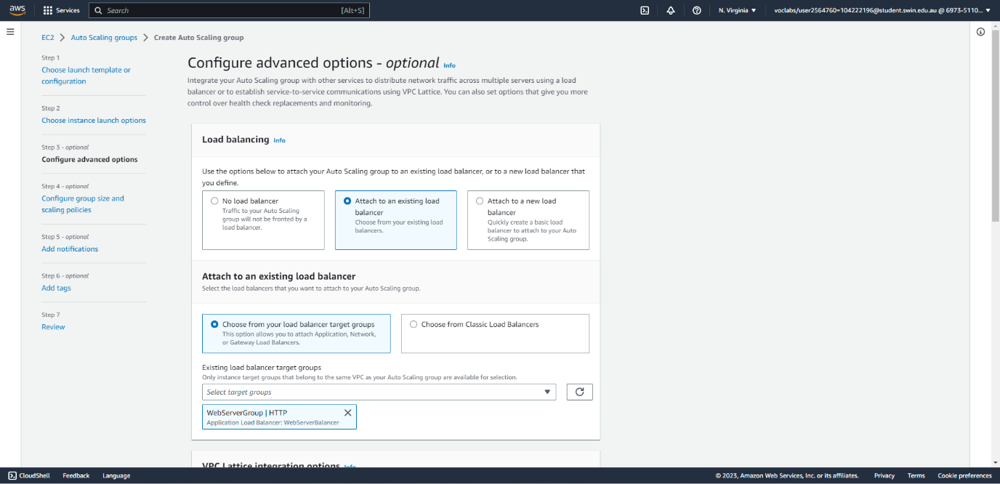 aws
Services
Search
[Alt+S]
N. Virginia
voclabs/user2564760=104222196@student.swin.edu.au @ 6973-5110...
EC2
Auto Scaling groups
Create Auto Scaling group
Step 1
Choose launch template or
configuration
Step 2
Choose instance launch options
Step 3 - optional
Configure advanced options
Step 4 - optional
Configure group size and
scaling policies
Step 5 - optional
Add notifications
Step 6 - optional
Add tags
Step 7
Review
Configure advanced options - optional Info
Integrate your Auto Scaling group with other services to distribute network traffic across multiple servers using a load
balancer or to establish service-to-service communications using VPC Lattice. You can also set options that give you more
control over health check replacements and monitoring.
Load balancing Info
Use the options below to attach your Auto Scaling group to an existing load balancer, or to a new load balancer that
you define.
No load balancer
Traffic to your Auto Scaling
group will not be fronted by a
load balancer.
Attach to an existing load
balancer
Choose from your existing load
balancers.
Attach to a new load
balancer
Quickly create a basic load
balancer to attach to your Auto
Scaling group.
Attach to an existing load balancer
Select the load balancers that you want to attach to your Auto Scaling group.
Choose from your load balancer target groups
This option allows you to attach Application, Network,
or Gateway Load Balancers.
Choose from Classic Load Balancers
Existing load balancer target groups
Only instance target groups that belong to the same VPC as your Auto Scaling group are available for selection.
Select target groups
WebServerGroup | HTTP
Application Load Balancer: WebServerBalancer
VPC Lattice integration options Info
CloudShell
Feedback
Language
© 2023, Amazon Web Services, Inc. or its affiliates.
Privacy
Terms
Cookie preferences